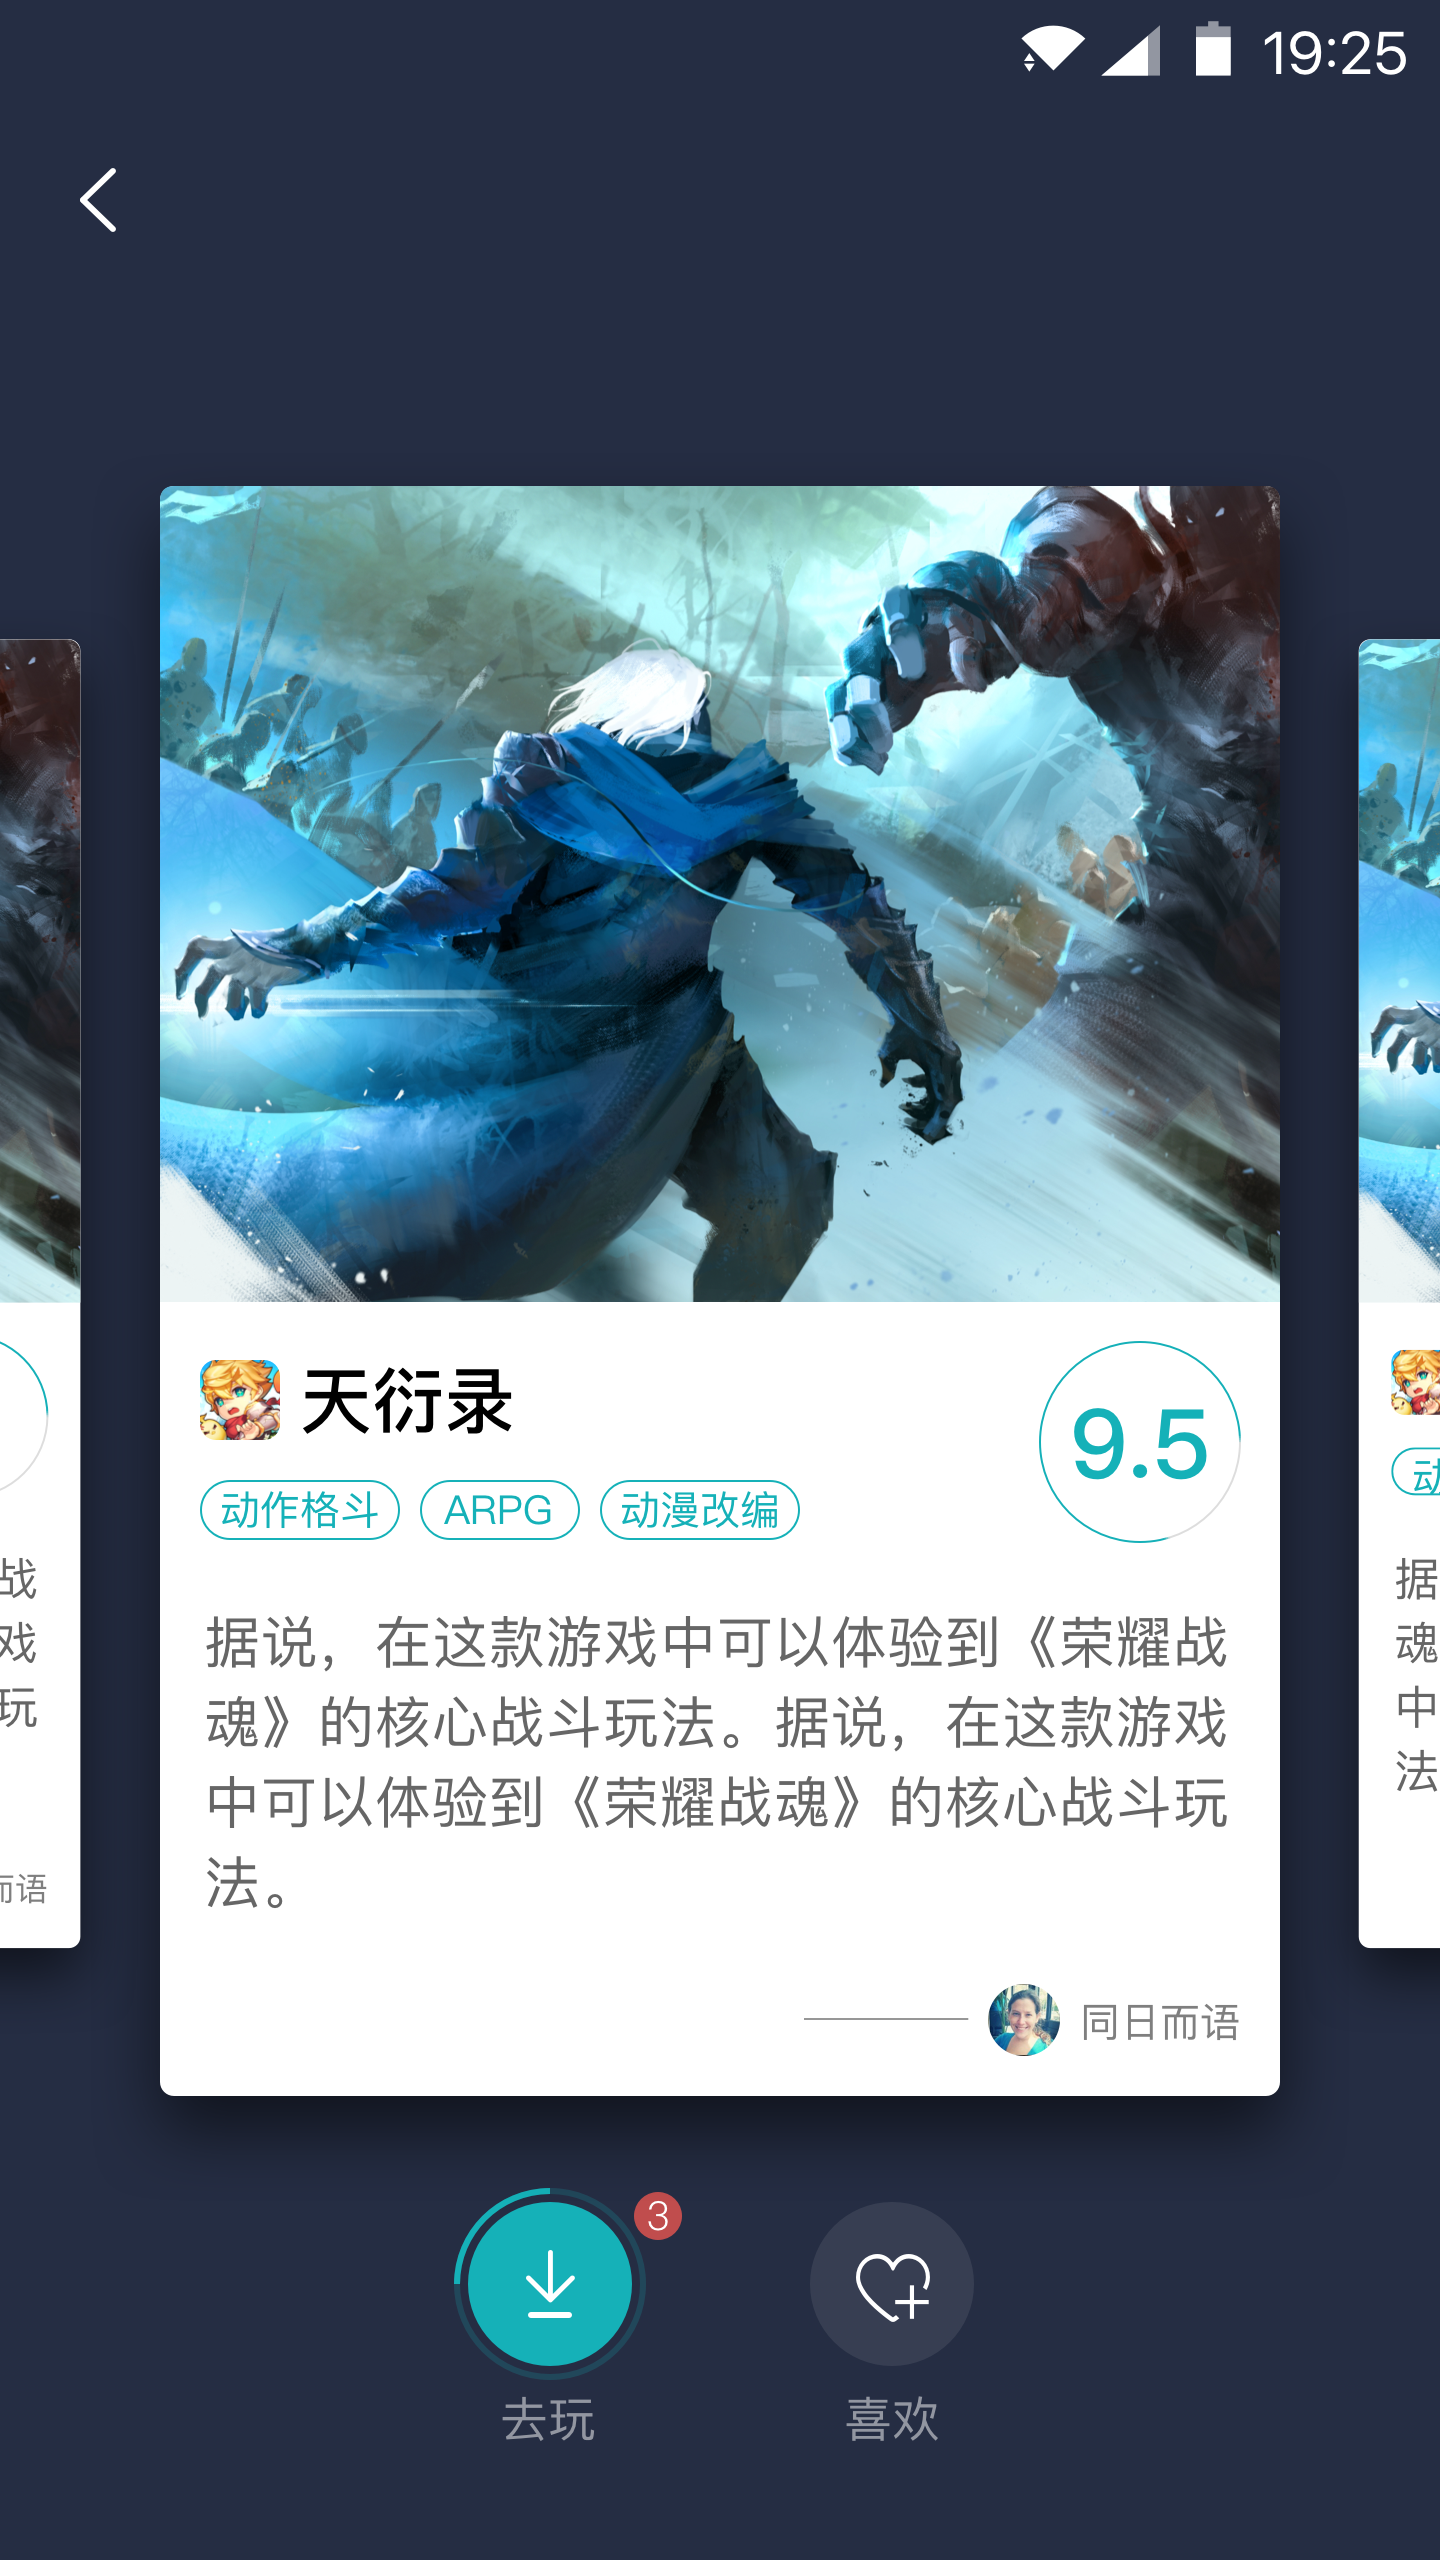 19:25
天衍录
9.5
动作格斗
ARPG
动漫改编
据说，在这款游戏中可以体验到《荣耀战
魂》的核心战斗玩法。据说，在这款游戏
中可以体验到《荣耀战魂》的核心战斗玩
法。
同日而语
战
戏
玩
而语
动
据
魂
中
法
3
去玩
喜欢